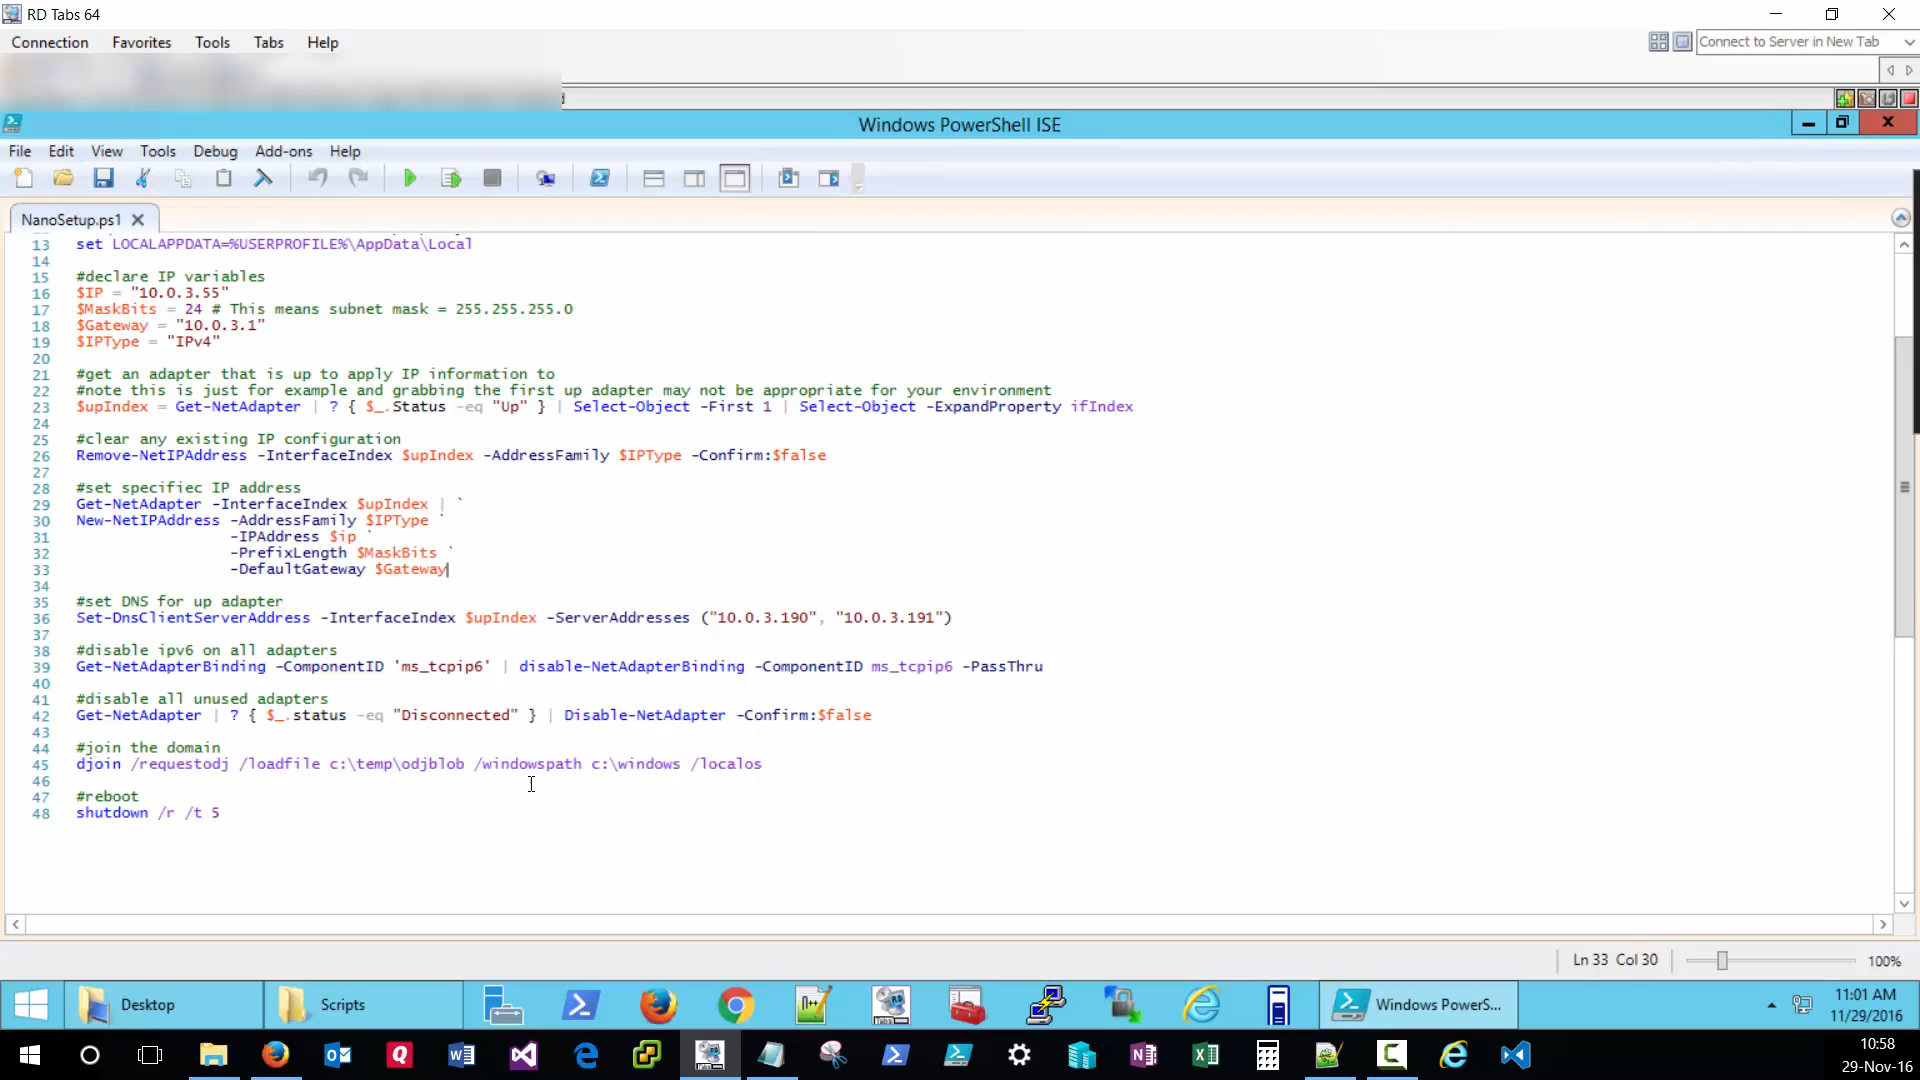 RD Tabs 64
Connection Favorites Tools Tabs Help
Connect to Server in New Tab
Windows PowerShell ISE
File Edit View Tools Debug Add-ons Help
NanoSetup.ps1
13 set LOCALAPPDATA=%USERPROFILE%\AppData\Local
14
15 #declare IP variables
16 $IP = "10.0.3.55"
17 $MaskBits = 24 # This means subnet mask = 255.255.255.0
18 $Gateway = "10.0.3.1"
19 $IPType = "IPv4"
20
21 #get an adapter that is up to apply IP information to
22 #note this is just for example and grabbing the first up adapter may not be appropriate for your environment
23 $upIndex = Get-NetAdapter | ? { $_.Status -eq "Up" } | Select-Object -First 1 | Select-Object -ExpandProperty ifIndex
24
25 #clear any existing IP configuration
26 Remove-NetIPAddress -InterfaceIndex $upIndex -AddressFamily $IPType -Confirm:$false
27
28 #set specifiec IP address
29 Get-NetAdapter -InterfaceIndex $upIndex | `
30 New-NetIPAddress -AddressFamily $IPType `
31 -IPAddress $ip `
32 -PrefixLength $MaskBits `
33 -DefaultGateway $Gateway
34
35 #set DNS for up adapter
36 Set-DnsClientServerAddress -InterfaceIndex $upIndex -ServerAddresses ("10.0.3.190", "10.0.3.191")
37
38 #disable ipv6 on all adapters
39 Get-NetAdapterBinding -ComponentID 'ms_tcpip6' | disable-NetAdapterBinding -ComponentID ms_tcpip6 -PassThru
40
41 #disable all unused adapters
42 Get-NetAdapter | ? { $_.status -eq "Disconnected" } | Disable-NetAdapter -Confirm:$false
43
44 #join the domain
45 djoin /requestodj /loadfile c:\temp\odjblob /windowspath c:\windows /localos
46
47 #reboot
48 shutdown /r /t 5
Ln 33 Col 30 100%
Desktop Scripts Windows PowerS... 11:01 AM
11/29/2016
10:58
29-Nov-16